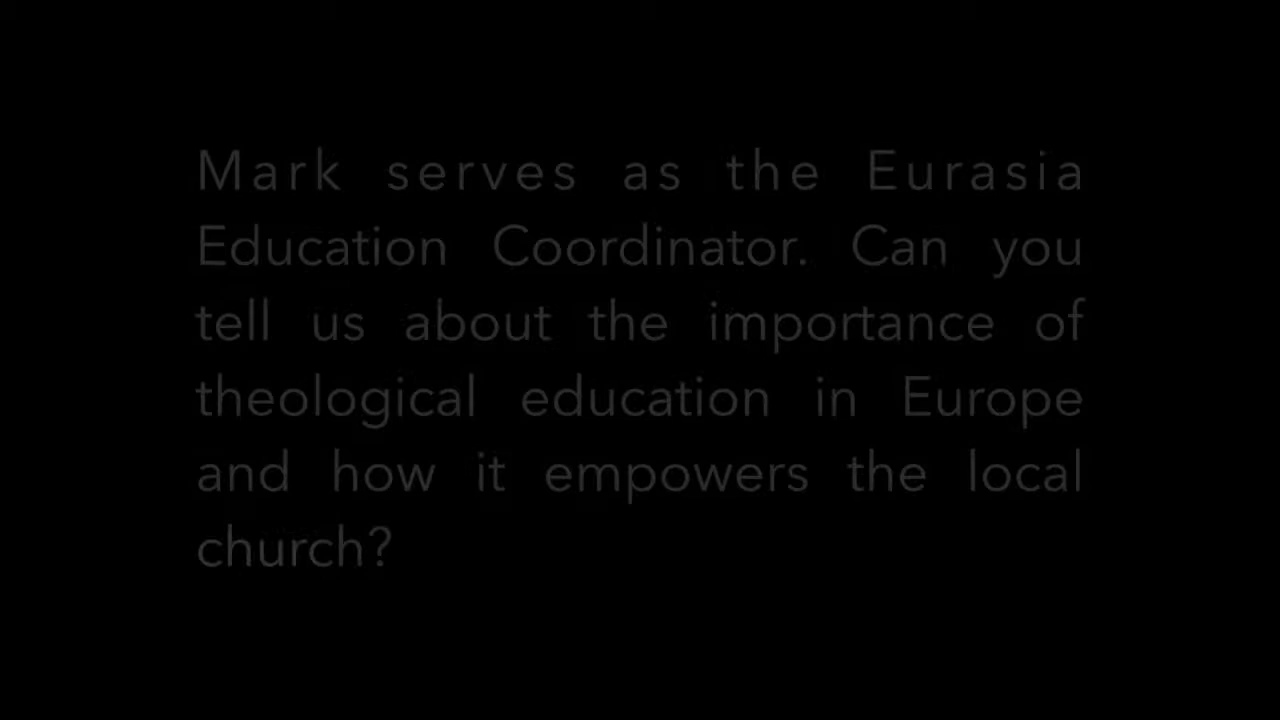 Mark serves as the Eurasia
Education Coordinator. Can you
tell us about the importance of
theological education in Europe
and how it empowers the local
church?